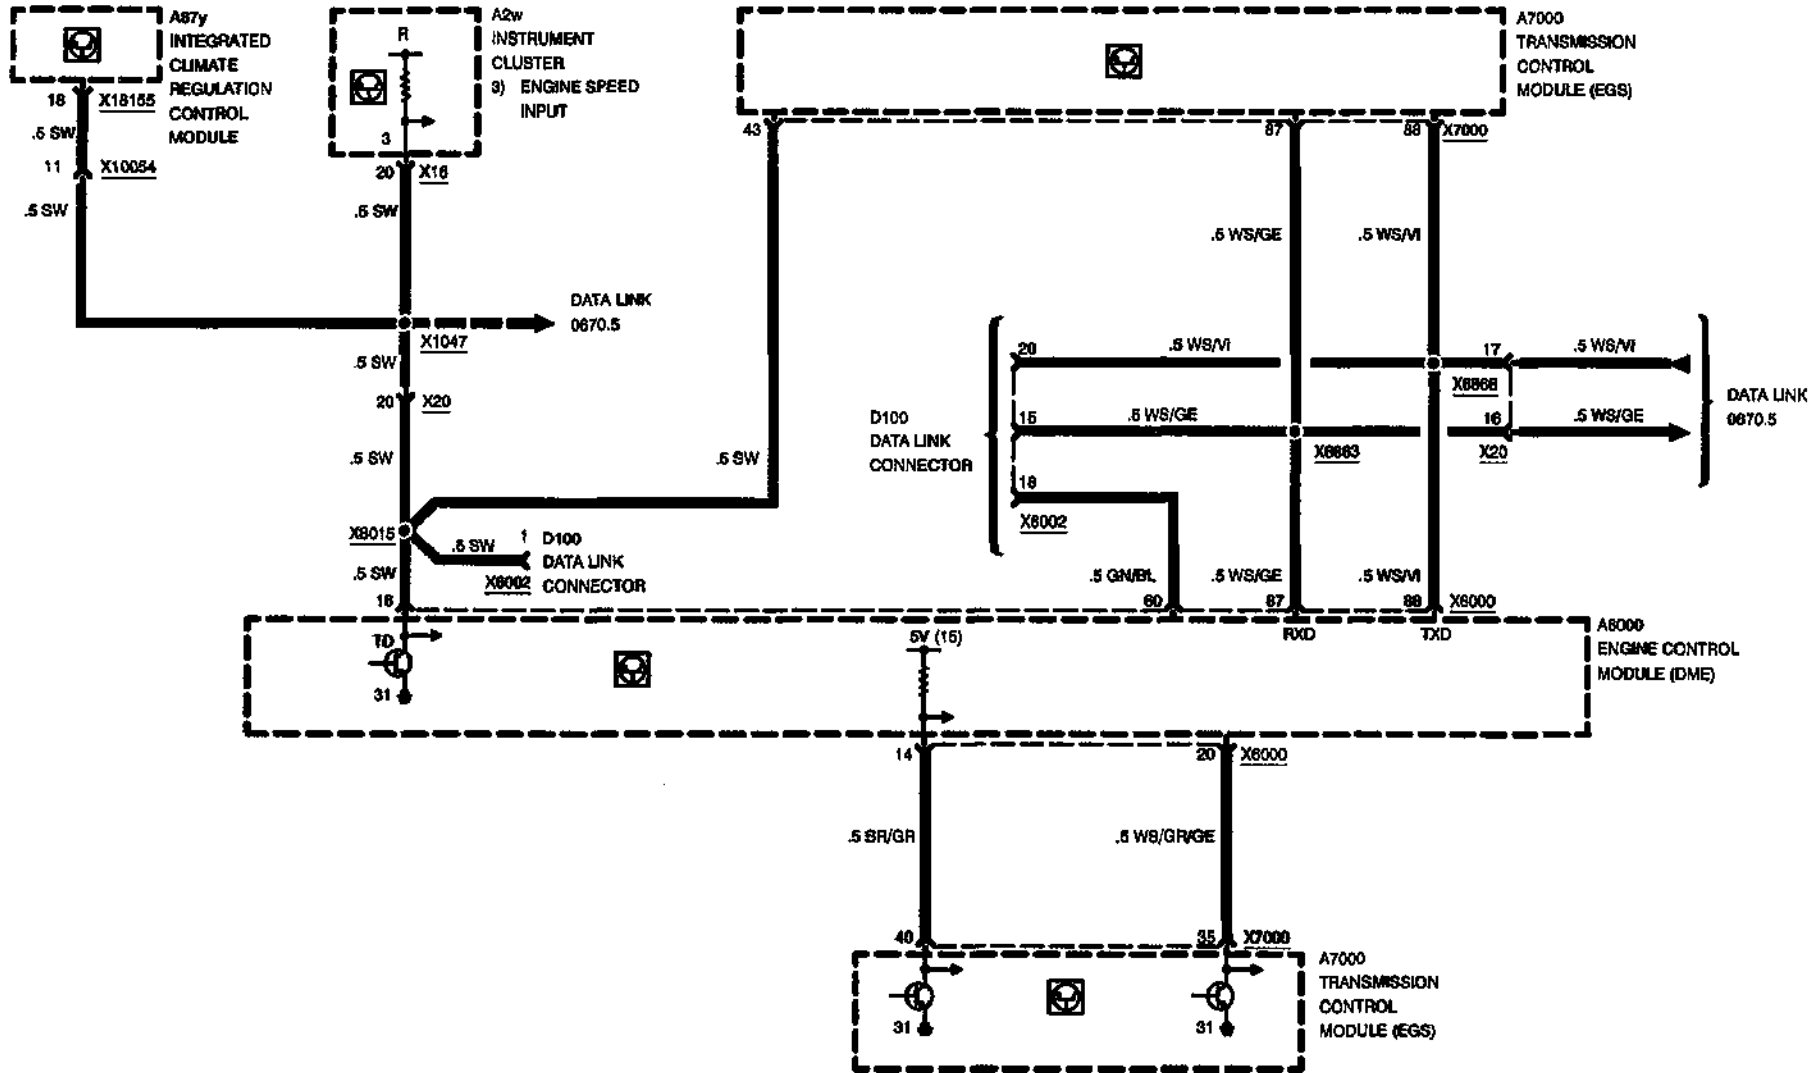 A87y
INTEGRATED
CLIMATE
REGULATION
CONTROL
MODULE
18
X18155
.5 SW
11
X10054
.5 SW
R
3
A2w
INSTRUMENT
CLUSTER
3) ENGINE SPEED
INPUT
20
X16
.5 SW
DATA LINK
0670.5
X1047
.5 SW
20
X20
.5 SW
X8015
.5 SW
1
D100
DATA LINK
CONNECTOR
X6002
.5 SW
16
A7000
TRANSMISSION
CONTROL
MODULE (EGS)
43
87
88
X7000
.5 SW
.5 WS/GE
.5 WS/VI
D100
DATA LINK
CONNECTOR
20
.5 WS/VI
17
.5 WS/VI
X6868
15
.5 WS/GE
16
.5 WS/GE
X6863
X20
DATA LINK
0670.5
18
X6002
.5 GN/BL
.5 WS/GE
.5 WS/VI
60
87
88
X6000
TD
31
5V (15)
RXD
TXD
A6000
ENGINE CONTROL
MODULE (DME)
14
20
X6000
.5 BR/GR
.5 WS/GR/GE
40
35
X7000
31
31
A7000
TRANSMISSION
CONTROL
MODULE (EGS)